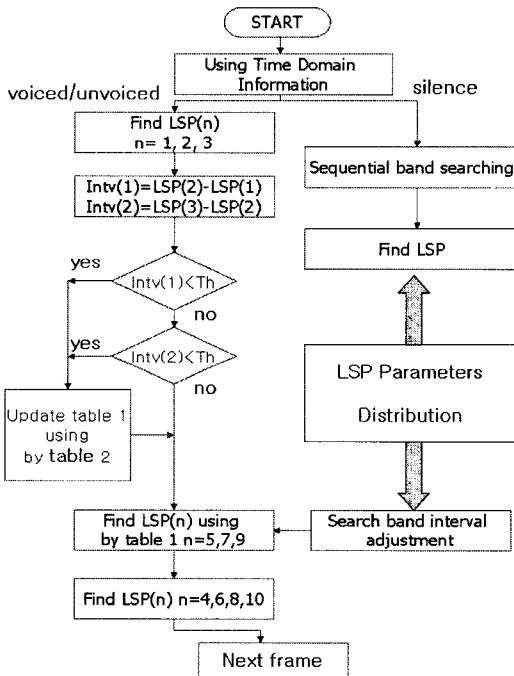 START
Using Time Domain
Information
voiced/unvoiced
silence
Find LSP(n)
n= 1, 2, 3
Sequential band searching
Intv(1)=LSP(2)-LSP(1)
Intv(2)=LSP(3)-LSP(2)
Find LSP
yes
Intv(1)<Th
no
yes
Intv(2)<Th
no
LSP Parameters
Distribution
Update table 1
using
by table 2
Find LSP(n) using
by table 1 n=5,7,9
Search band interval
adjustment
Find LSP(n) n=4,6,8,10
Next frame